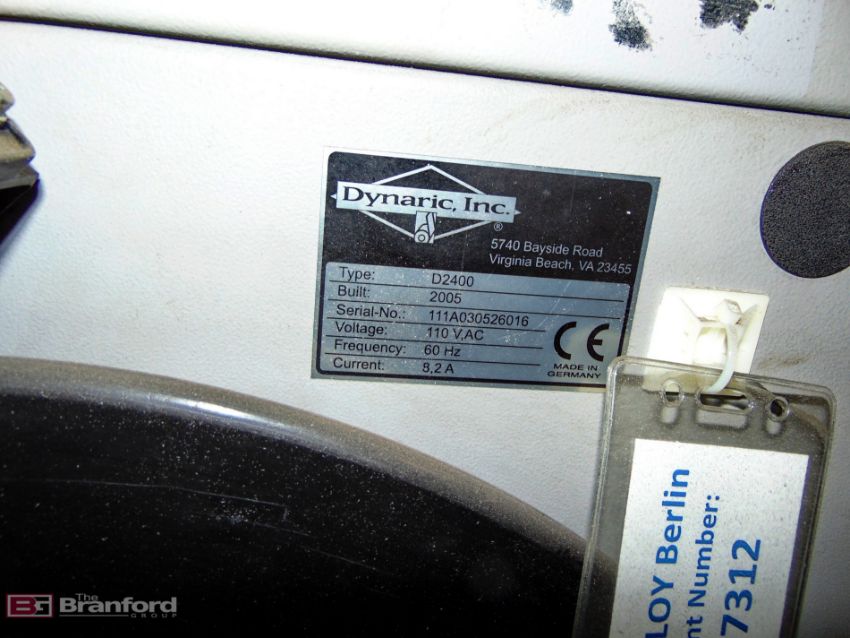 Dynaric, Inc.
®
5740 Bayside Road
Virginia Beach, VA 23455
Type: D2400
Built: 2005
Serial-No.: 111A030526016
Voltage: 110 V,AC
Frequency: 60 Hz
Current: 8,2 A
CE
MADE IN
GERMANY
LOY Berlin
nt Number:
7312
BG The
Branford
GROUP